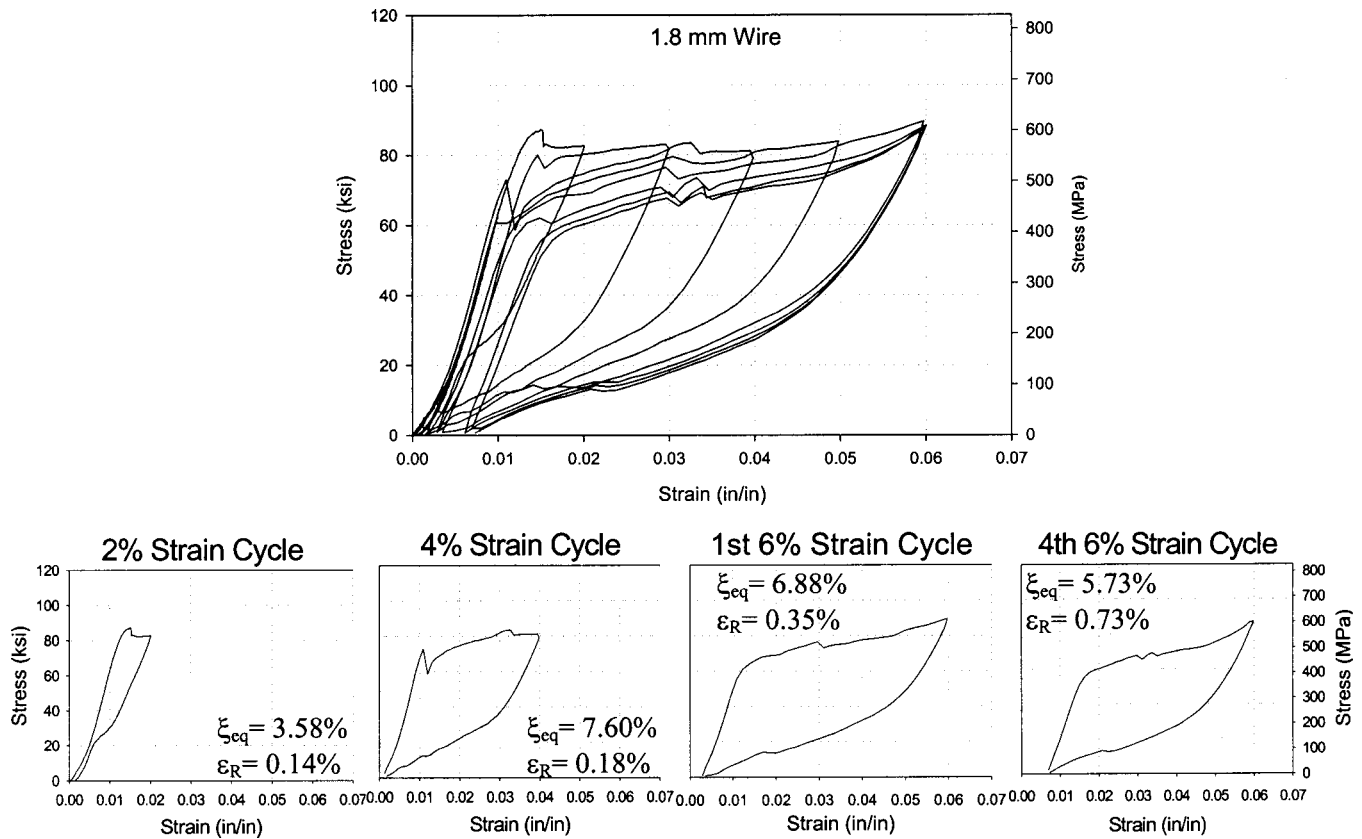 1.8 mm Wire
120
100
80
60
40
20
0
Stress (ksi)
800
700
600
500
400
300
200
100
0
Stress (MPa)
0.00 0.01 0.02 0.03 0.04 0.05 0.06 0.07
Strain (in/in)
2% Strain Cycle
120
100
80
60
40
20
0
Stress (ksi)
ξeq= 3.58%
εR= 0.14%
0.00 0.01 0.02 0.03 0.04 0.05 0.06 0.07
Strain (in/in)
4% Strain Cycle
ξeq= 7.60%
εR= 0.18%
0.00 0.01 0.02 0.03 0.04 0.05 0.06 0.07
Strain (in/in)
1st 6% Strain Cycle
ξeq= 6.88%
εR= 0.35%
0.00 0.01 0.02 0.03 0.04 0.05 0.06 0.07
Strain (in/in)
4th 6% Strain Cycle
ξeq= 5.73%
εR= 0.73%
800
700
600
500
400
300
200
100
0
Stress (MPa)
0.00 0.01 0.02 0.03 0.04 0.05 0.06 0.07
Strain (in/in)